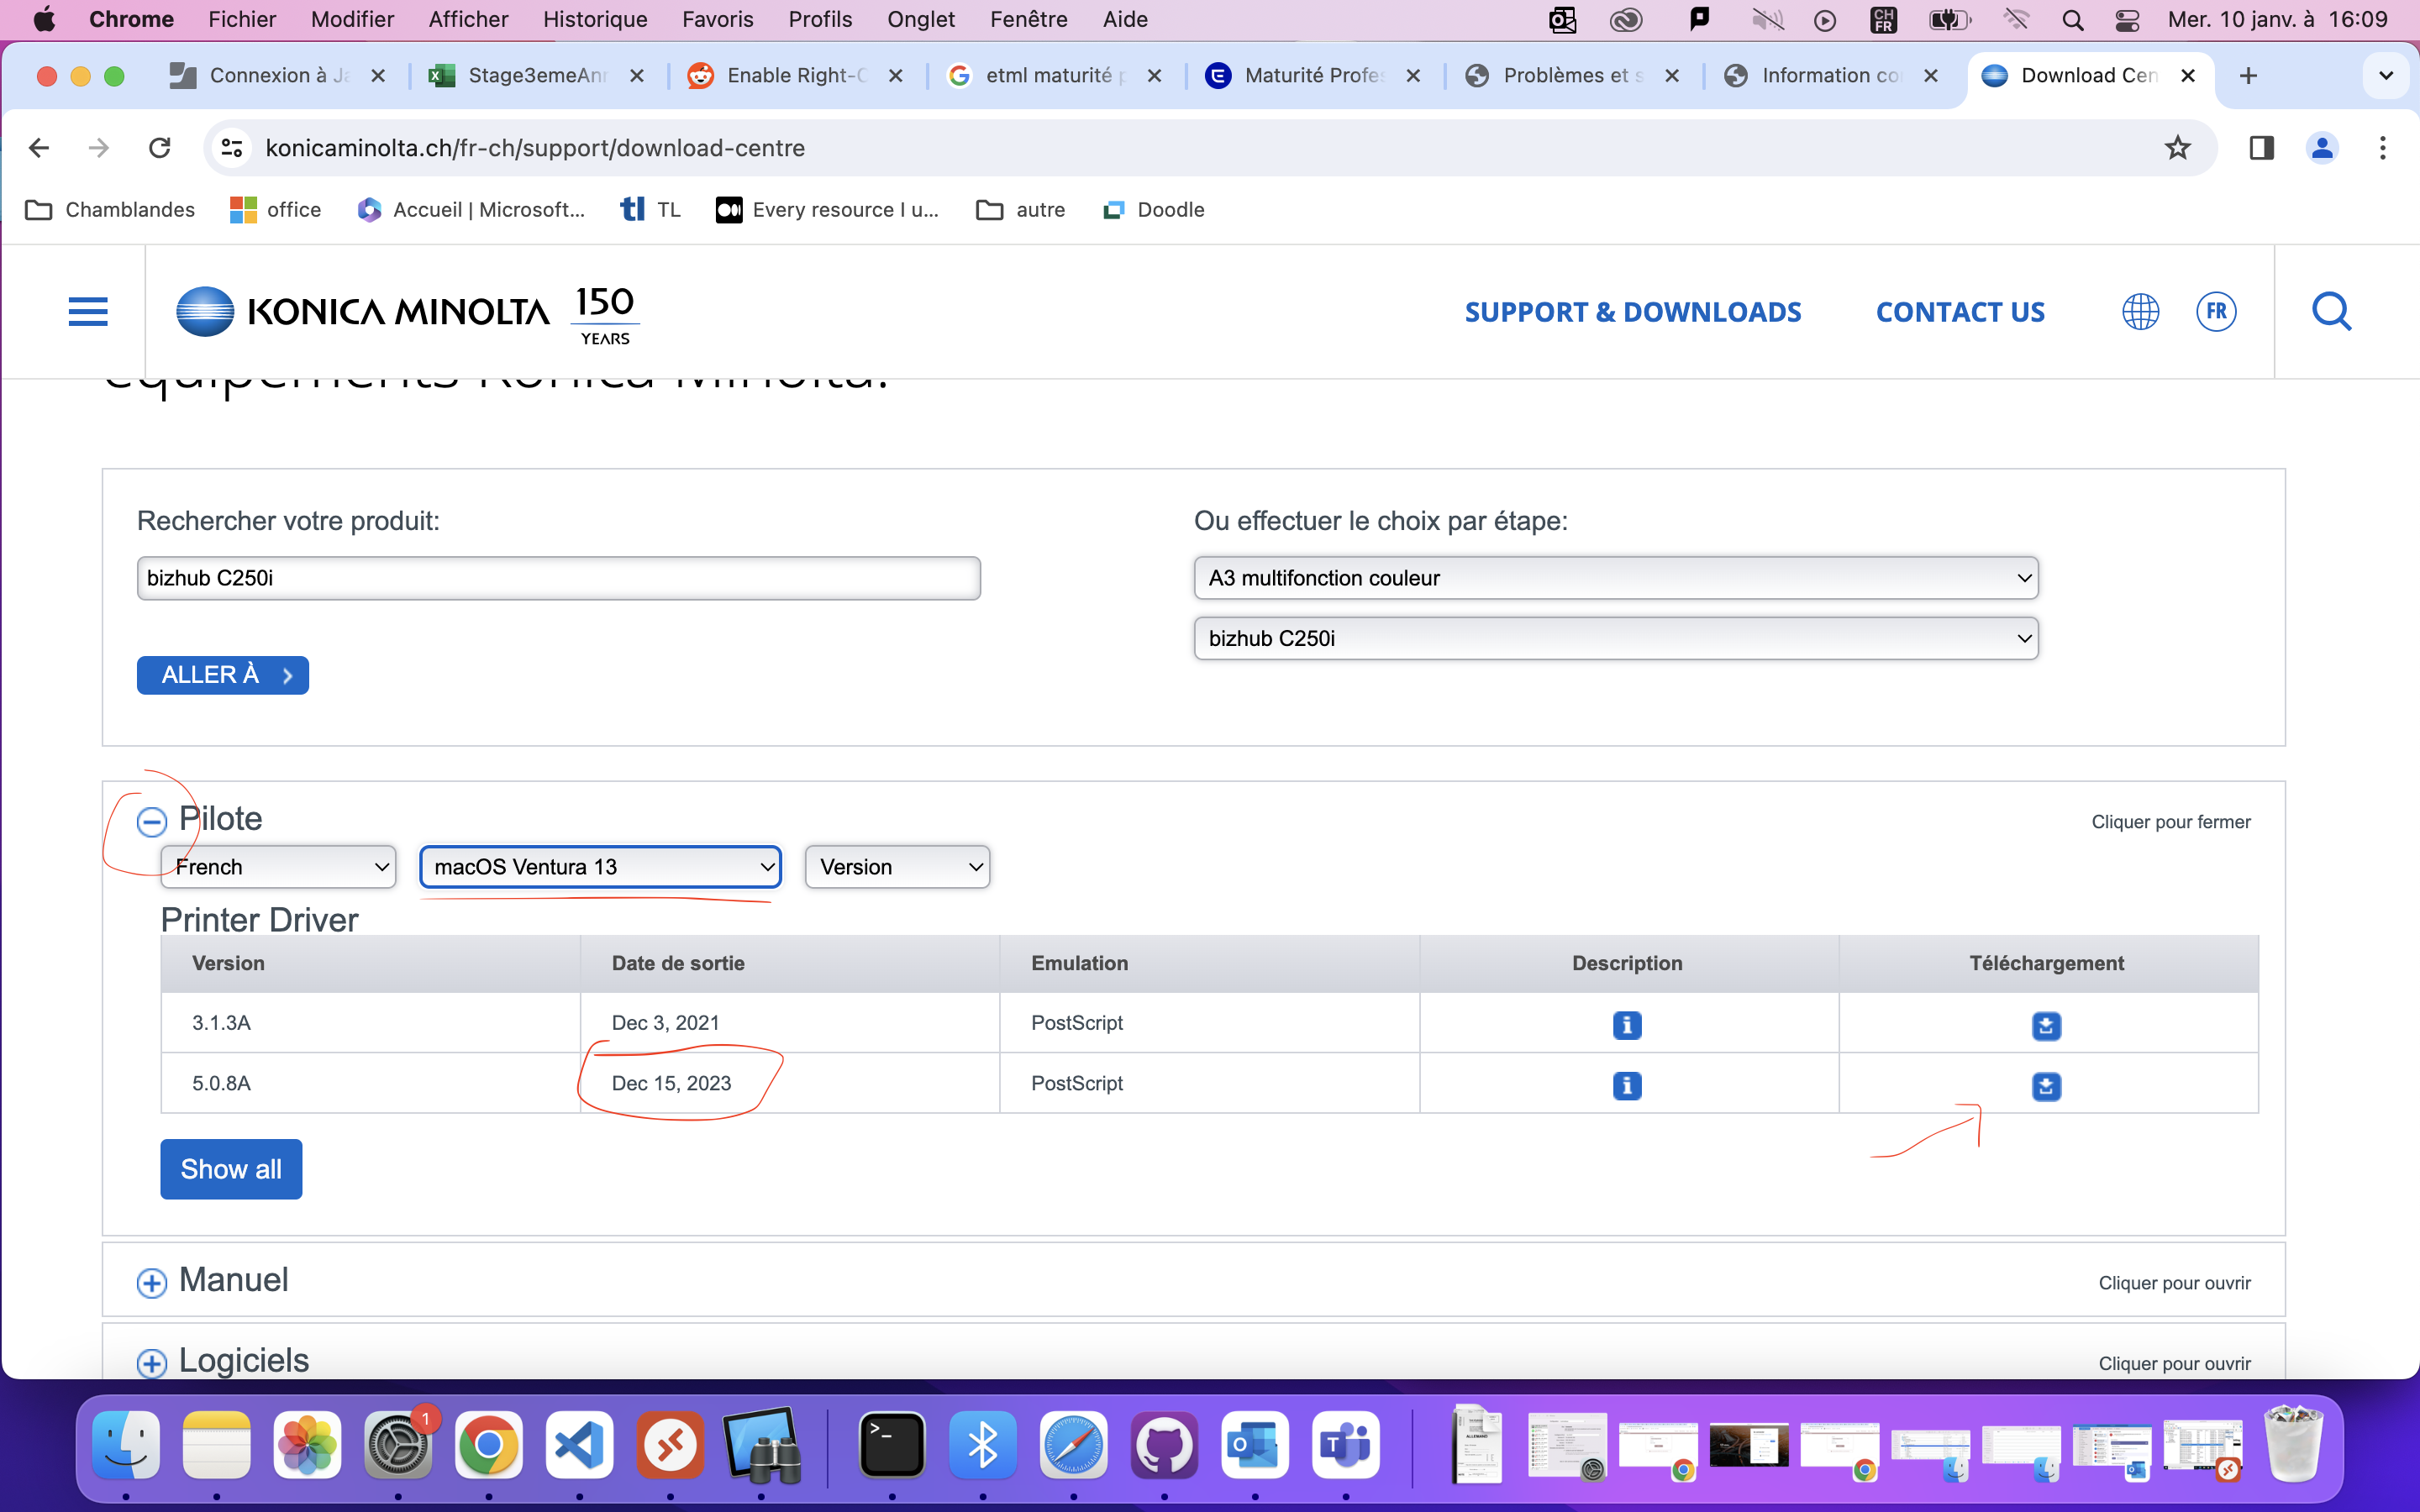 Chrome Fichier Modifier Afficher Historique Favoris Profils Onglet Fenêtre Aide CH FR Mer. 10 janv. à 16:09
Connexion à Ja Stage3emeAnn Enable Right-C etml maturité p Maturité Profes Problèmes et s Information co Download Cen
konicaminolta.ch/fr-ch/support/download-centre
Chamblandes office Accueil | Microsoft... tl TL Every resource I u... autre Doodle
KONICA MINOLTA 150 YEARS SUPPORT & DOWNLOADS CONTACT US FR
équipements Konica Minolta.
Rechercher votre produit: Ou effectuer le choix par étape:
bizhub C250i A3 multifonction couleur
bizhub C250i
ALLER À
Pilote Cliquer pour fermer
French macOS Ventura 13 Version
Printer Driver
Version Date de sortie Emulation Description Téléchargement
3.1.3A Dec 3, 2021 PostScript
5.0.8A Dec 15, 2023 PostScript
Show all
Manuel Cliquer pour ouvrir
Logiciels Cliquer pour ouvrir
1